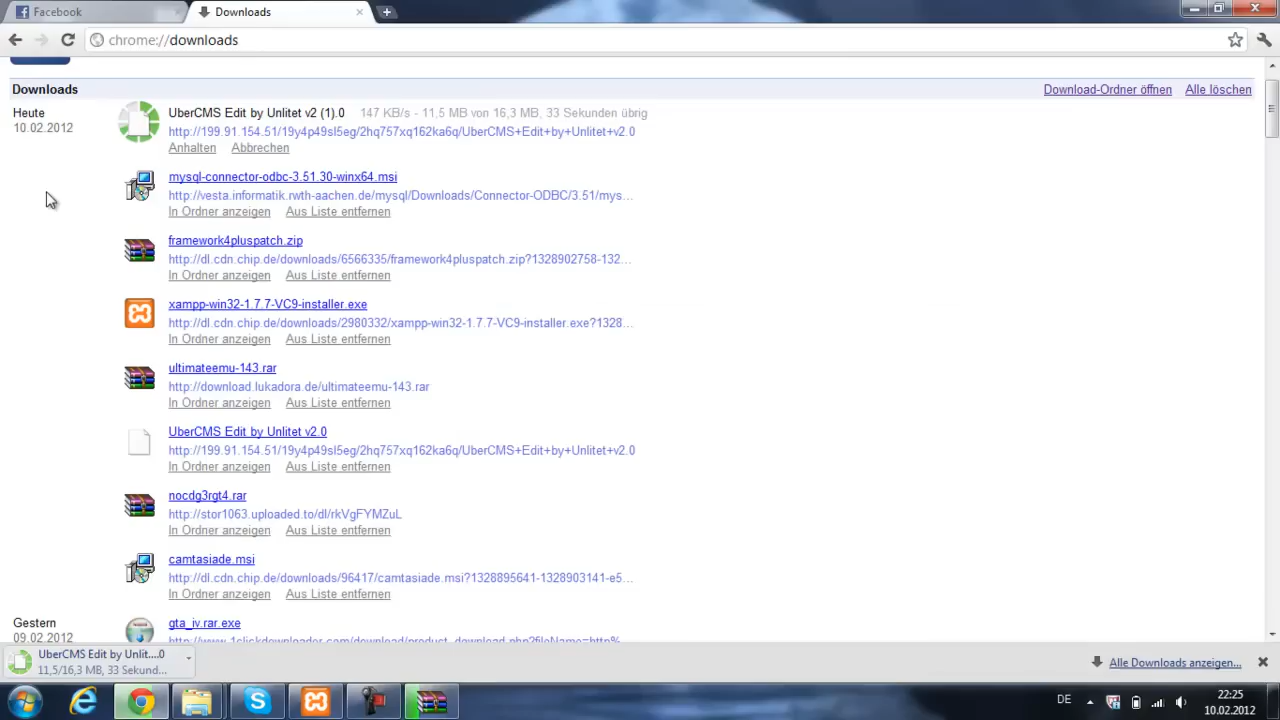 Facebook
Downloads
chrome://downloads
Downloads
Download-Ordner öffnen
Alle löschen
Heute
10.02.2012
UberCMS Edit by Unlitet v2 (1).0 147 KB/s - 11,5 MB von 16,3 MB, 33 Sekunden übrig
http://199.91.154.51/19y4p49sl5eg/2hq757xq162ka6q/UberCMS+Edit+by+Unlitet+v2.0
Anhalten Abbrechen
mysql-connector-odbc-3.51.30-winx64.msi
http://vesta.informatik.rwth-aachen.de/mysql/Downloads/Connector-ODBC/3.51/mys...
In Ordner anzeigen Aus Liste entfernen
framework4pluspatch.zip
http://dl.cdn.chip.de/downloads/6566335/framework4pluspatch.zip?1328902758-132...
In Ordner anzeigen Aus Liste entfernen
xampp-win32-1.7.7-VC9-installer.exe
http://dl.cdn.chip.de/downloads/2980332/xampp-win32-1.7.7-VC9-installer.exe?1328...
In Ordner anzeigen Aus Liste entfernen
ultimateemu-143.rar
http://download.lukadora.de/ultimateemu-143.rar
In Ordner anzeigen Aus Liste entfernen
UberCMS Edit by Unlitet v2.0
http://199.91.154.51/19y4p49sl5eg/2hq757xq162ka6q/UberCMS+Edit+by+Unlitet+v2.0
In Ordner anzeigen Aus Liste entfernen
nocdg3rgt4.rar
http://stor1063.uploaded.to/dl/rkVgFYMZuL
In Ordner anzeigen Aus Liste entfernen
camtasiade.msi
http://dl.cdn.chip.de/downloads/96417/camtasiade.msi?1328895641-1328903141-e5...
In Ordner anzeigen Aus Liste entfernen
Gestern
09.02.2012
gta_iv.rar.exe
http://www.1clickdownloader.com/download/product_download.php?fileName=http%
UberCMS Edit by Unlit....0
11,5/16,3 MB, 33 Sekund...
Alle Downloads anzeigen...
DE
22:25
10.02.2012